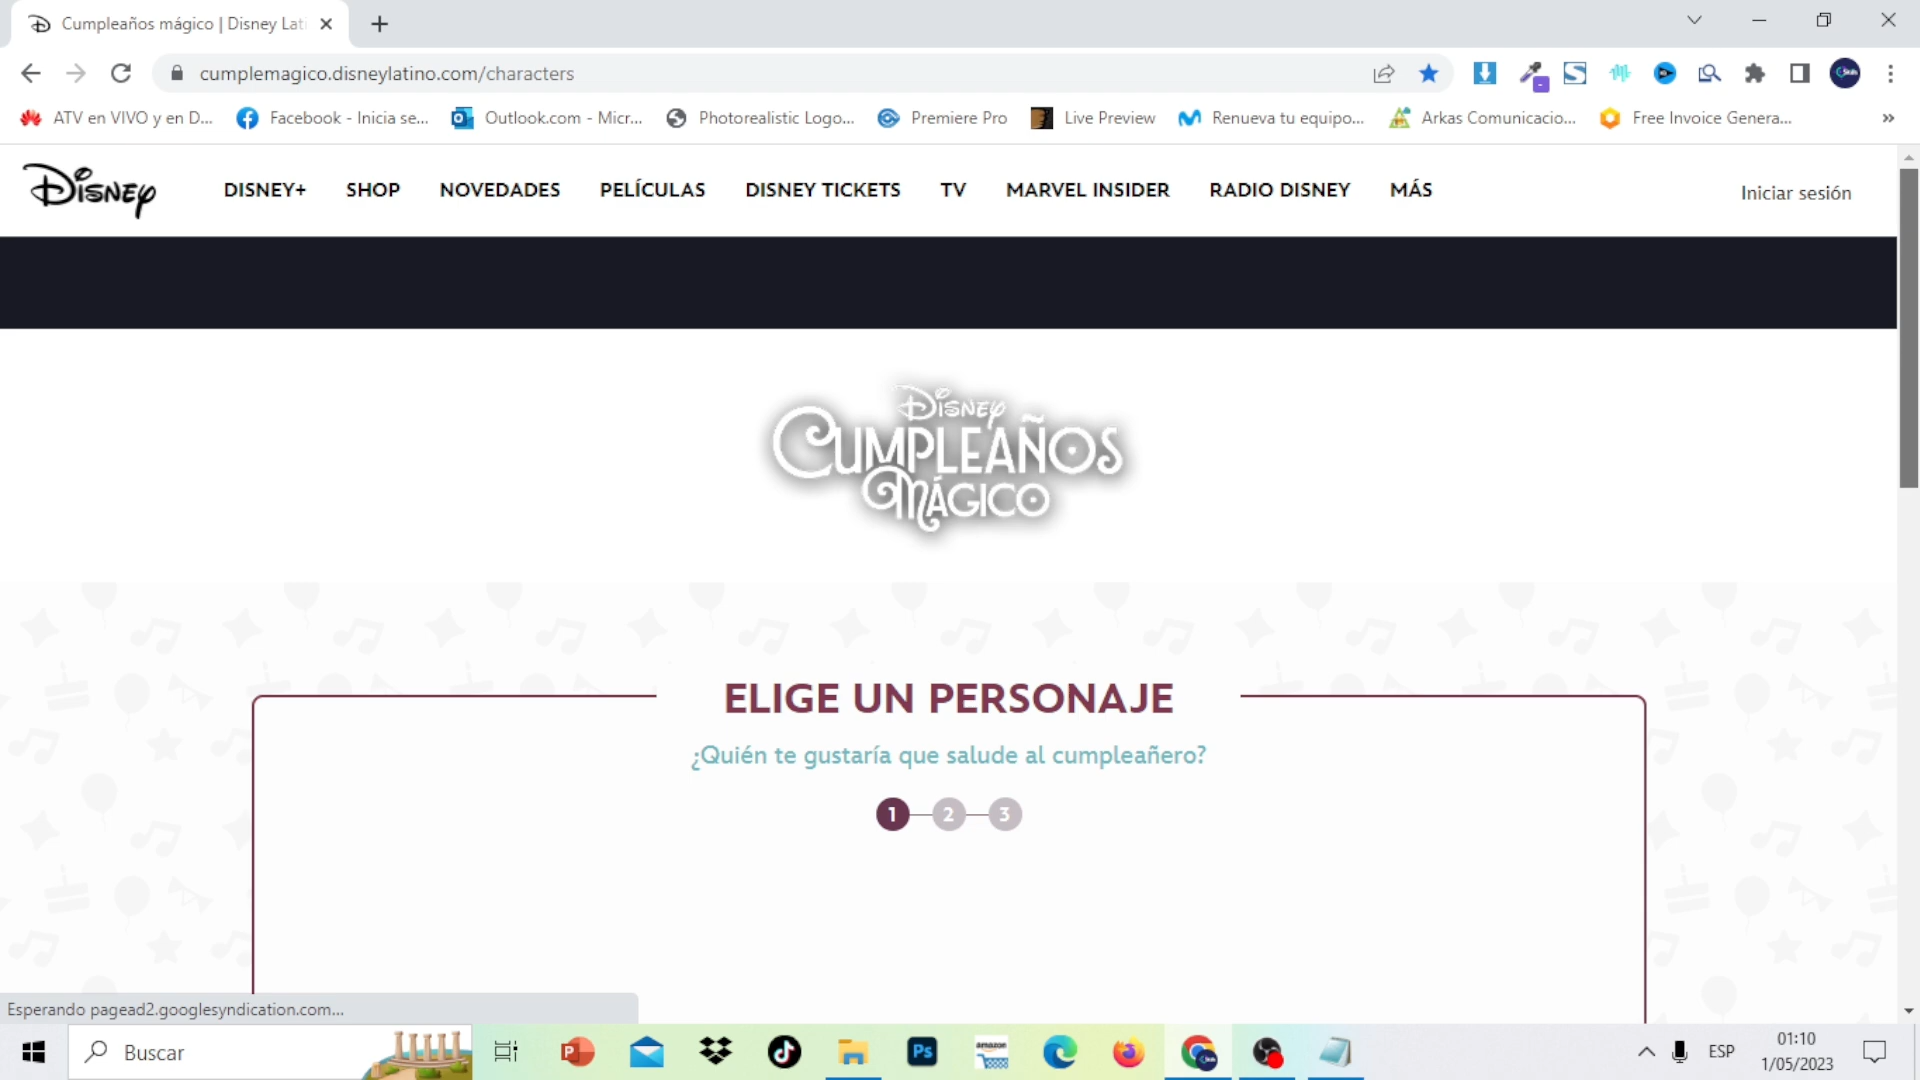 Cumpleaños mágico | Disney Lati
cumplemagico.disneylatino.com/characters
ATV en VIVO y en D...
Facebook - Inicia se...
Outlook.com - Micr...
Photorealistic Logo...
Premiere Pro
Live Preview
Renueva tu equipo...
Arkas Comunicacio...
Free Invoice Genera...
»
Disney
DISNEY+
SHOP
NOVEDADES
PELÍCULAS
DISNEY TICKETS
TV
MARVEL INSIDER
RADIO DISNEY
MÁS
Iniciar sesión
Disney
CUMPLEAÑOS
MÁGICO
ELIGE UN PERSONAJE
¿Quién te gustaría que salude al cumpleañero?
1 2 3
Esperando pagead2.googlesyndication.com...
Buscar
Ps
amazon
ESP
01:10
1/05/2023